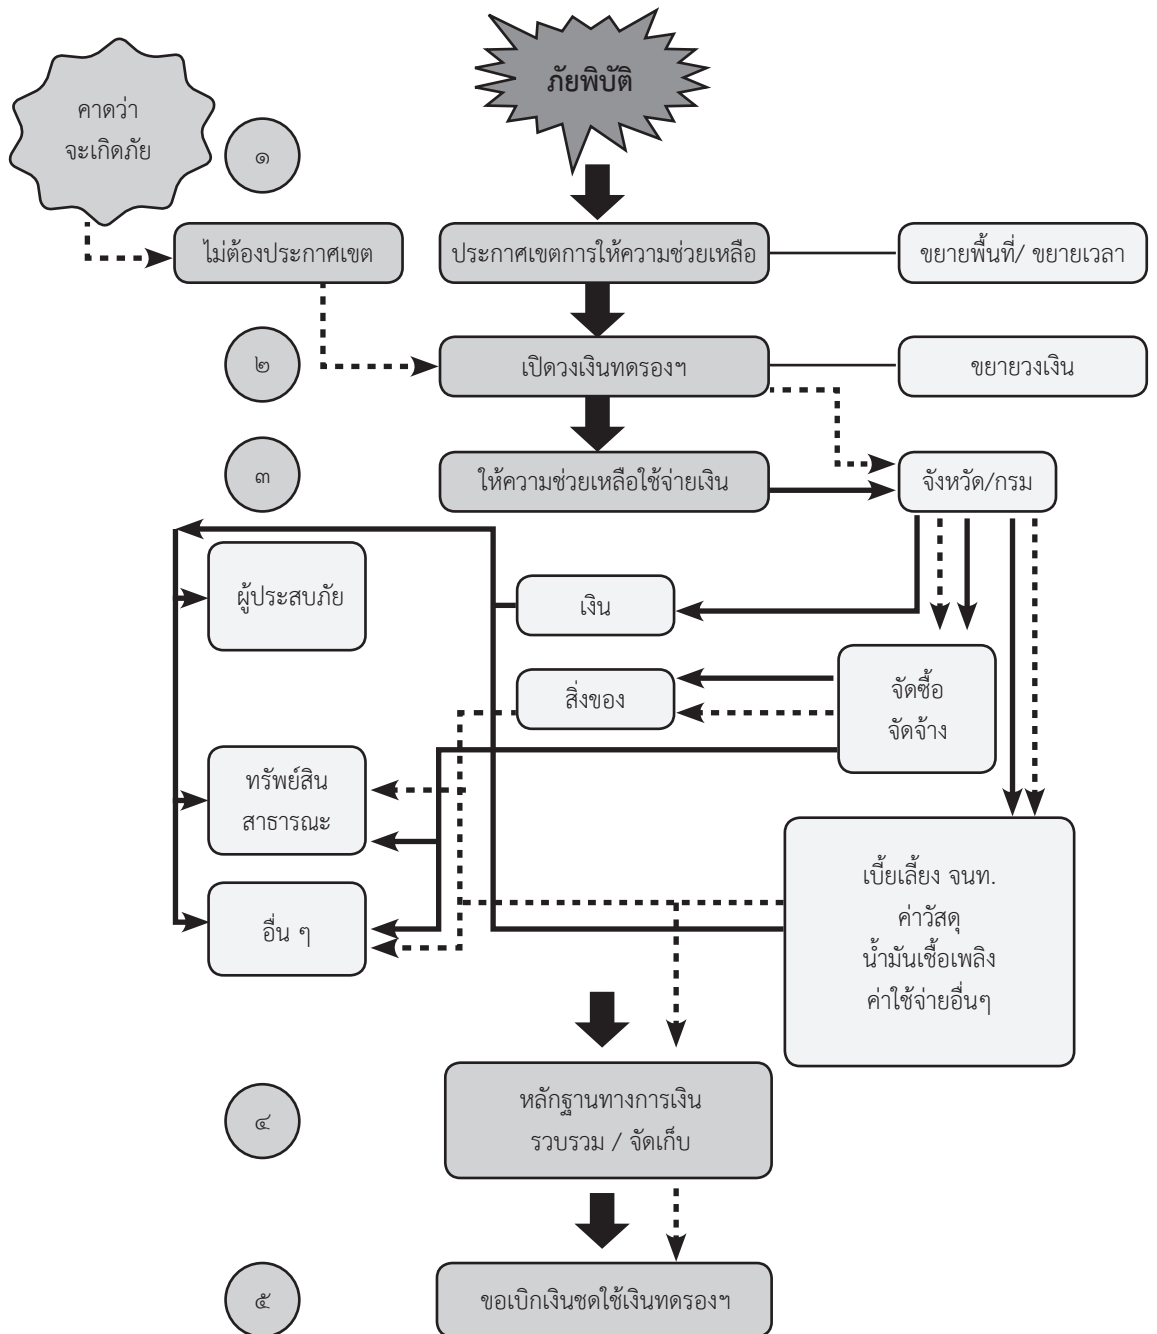 ภัยพิบัติ
คาดว่า
จะเกิดภัย
๑
ไม่ต้องประกาศเขต
ประกาศเขตการให้ความช่วยเหลือ
ขยายพื้นที่/ ขยายเวลา
๒
เปิดวงเงินทดรองฯ
ขยายวงเงิน
๓
ให้ความช่วยเหลือใช้จ่ายเงิน
จังหวัด/กรม
ผู้ประสบภัย
เงิน
สิ่งของ
จัดซื้อ
จัดจ้าง
ทรัพย์สิน
สาธารณะ
อื่น ๆ
เบี้ยเลี้ยง จนท.
ค่าวัสดุ
น้ำมันเชื้อเพลิง
ค่าใช้จ่ายอื่นๆ
๔
หลักฐานทางการเงิน
รวบรวม / จัดเก็บ
๕
ขอเบิกเงินชดใช้เงินทดรองฯ